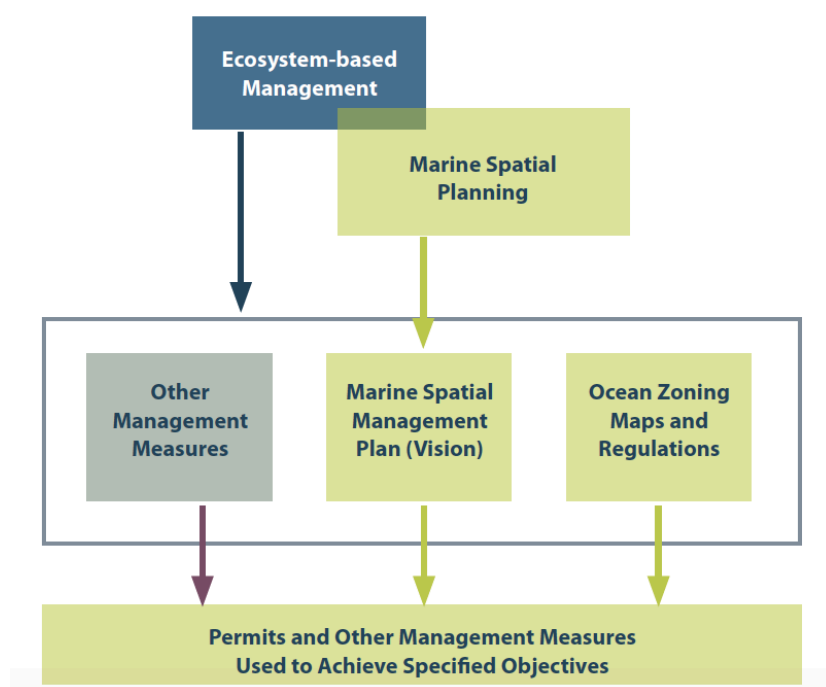 Ecosystem-based
Management
Marine Spatial
Planning
Other
Management
Measures
Marine Spatial
Management
Plan (Vision)
Ocean Zoning
Maps and
Regulations
Permits and Other Management Measures
Used to Achieve Specified Objectives